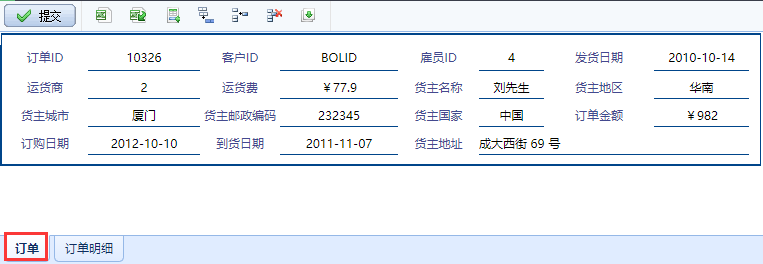 提交
订单ID 10326 客户ID BOLID 雇员ID 4 发货日期 2010-10-14
运货商 2 运货费 ￥77.9 货主名称 刘先生 货主地区 华南
货主城市 厦门 货主邮政编码 232345 货主国家 中国 订单金额 ￥982
订购日期 2012-10-10 到货日期 2011-11-07 货主地址 成大西街 69 号
订单 订单明细